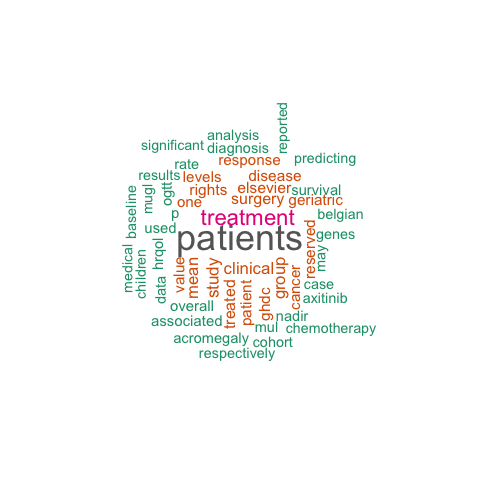 reported
analysis
significant
diagnosis
predicting
rate
response
results
levels
disease
ogtt
rights
elsevier
survival
mugl
baseline
one
surgery
geriatric
p
treatment
belgian
used
patients
genes
hrqol
reserved
may
medical
children
data
value
mean
study
clinical
group
cancer
case
treated
patient
ghdc
axitinib
overall
nadir
associated
mul
chemotherapy
acromegaly
cohort
respectively